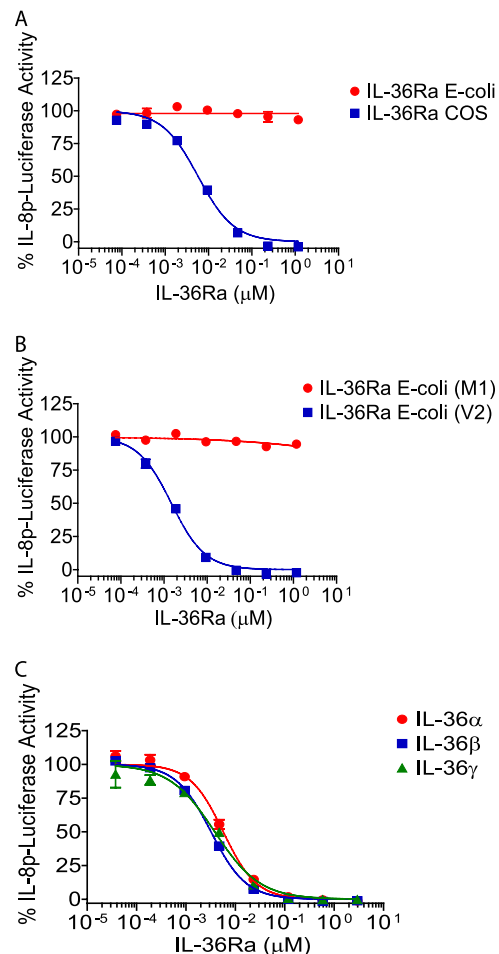 A
% IL-8p-Luciferase Activity
125
100
75
50
25
0
10⁻⁵ 10⁻⁴ 10⁻³ 10⁻² 10⁻¹ 10⁰ 10¹
IL-36Ra (µM)
IL-36Ra E-coli
IL-36Ra COS
B
% IL-8p-Luciferase Activity
125
100
75
50
25
0
10⁻⁵ 10⁻⁴ 10⁻³ 10⁻² 10⁻¹ 10⁰ 10¹
IL-36Ra (µM)
IL-36Ra E-coli (M1)
IL-36Ra E-coli (V2)
C
% IL-8p-Luciferase Activity
125
100
75
50
25
0
10⁻⁵ 10⁻⁴ 10⁻³ 10⁻² 10⁻¹ 10⁰ 10¹
IL-36Ra (µM)
IL-36α
IL-36β
IL-36γ